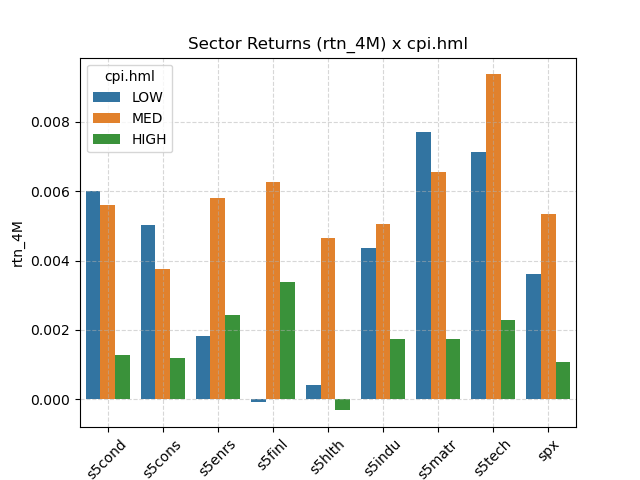 Sector Returns (rtn_4M) x cpi.hml
cpi.hml
LOW
MED
HIGH
rtn_4M
0.008
0.006
0.004
0.002
0.000
s5cond
s5cons
s5enrs
s5finl
s5hlth
s5indu
s5matr
s5tech
spx